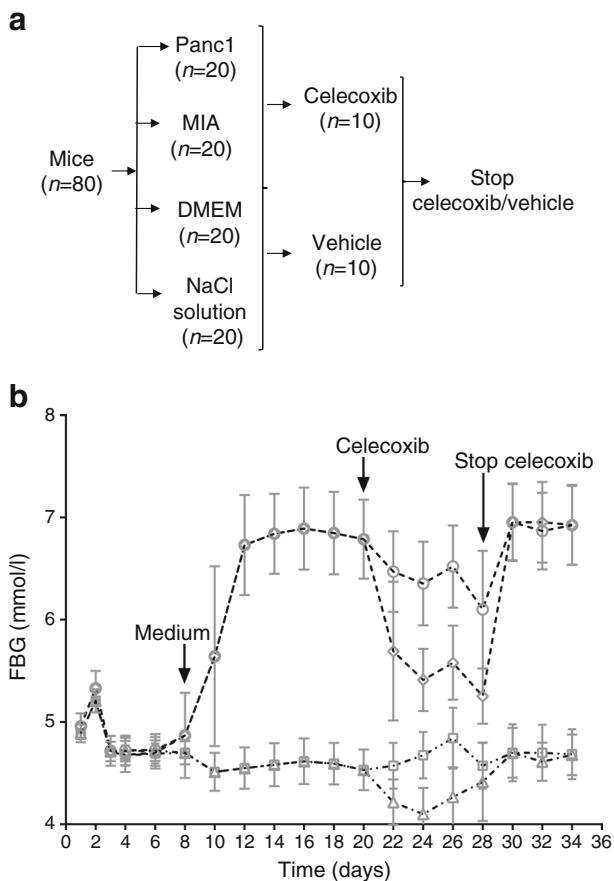 a
Mice
(n=80)
Panc1
(n=20)
MIA
(n=20)
DMEM
(n=20)
NaCl
solution
(n=20)
Celecoxib
(n=10)
Vehicle
(n=10)
Stop
celecoxib/vehicle
b
8
7
6
5
4
FBG (mmol/l)
Medium
Celecoxib
Stop celecoxib
0 2 4 6 8 10 12 14 16 18 20 22 24 26 28 30 32 34 36
Time (days)